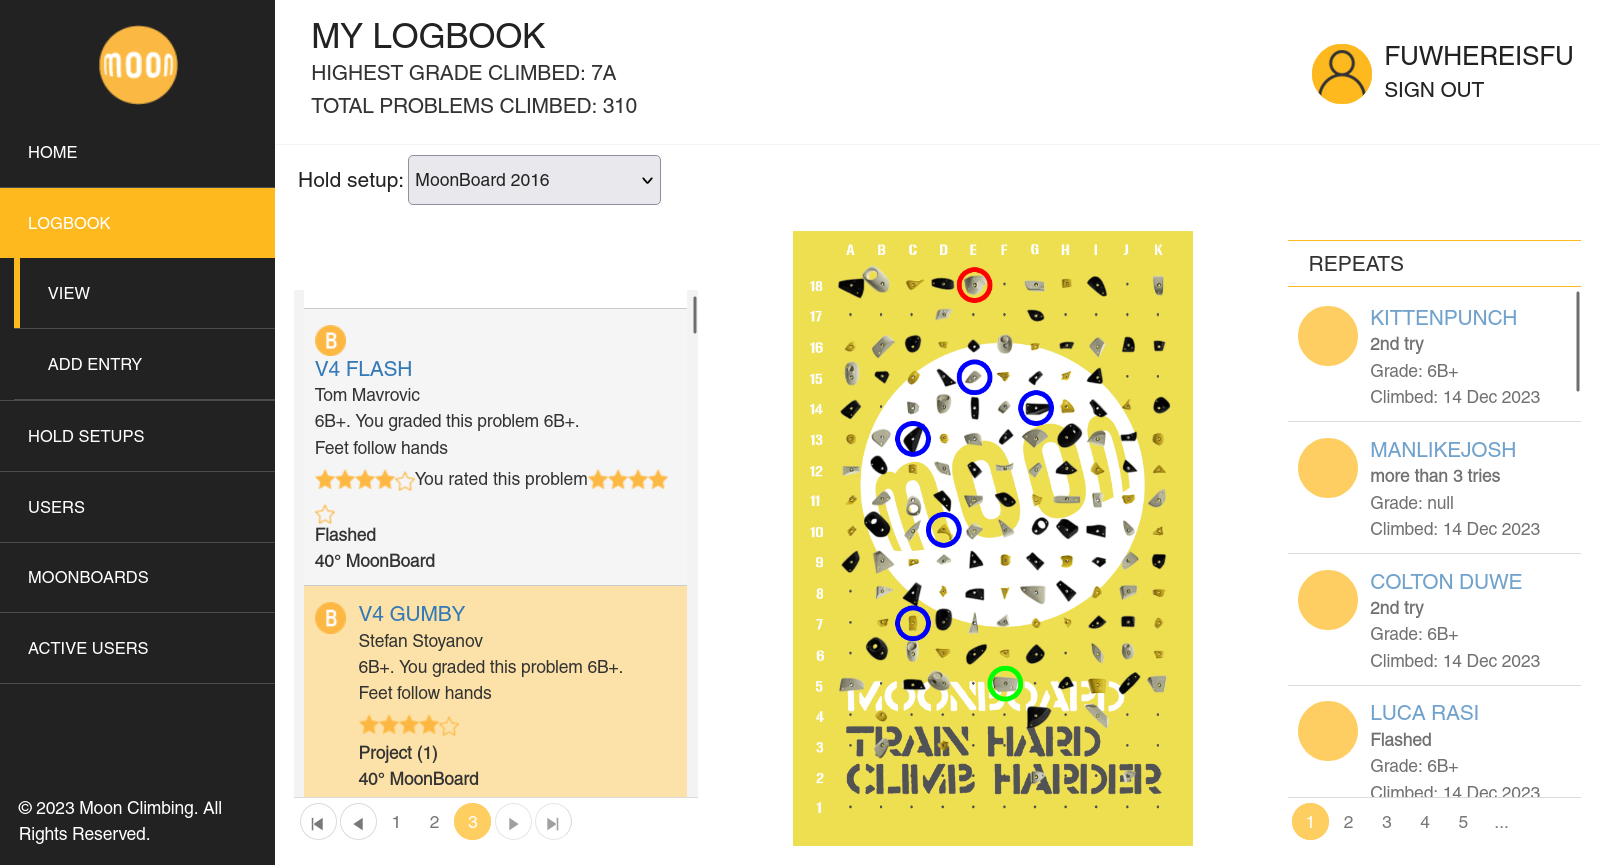 moon
HOME
LOGBOOK
VIEW
ADD ENTRY
HOLD SETUPS
USERS
MOONBOARDS
ACTIVE USERS
© 2023 Moon Climbing. All
Rights Reserved.
MY LOGBOOK
HIGHEST GRADE CLIMBED: 7A
TOTAL PROBLEMS CLIMBED: 310
FUWHEREISFU
SIGN OUT
Hold setup: MoonBoard 2016
B
V4 FLASH
Tom Mavrovic
6B+. You graded this problem 6B+.
Feet follow hands
You rated this problem
Flashed
40° MoonBoard
B
V4 GUMBY
Stefan Stoyanov
6B+. You graded this problem 6B+.
Feet follow hands
Project (1)
40° MoonBoard
1 2 3
A B C D E F G H I J K
18
17
16
15
14
13
12
11
10
9
8
7
6
5
4
3
2
1
moon
MOONBOARD
TRAIN HARD
CLIMB HARDER
REPEATS
KITTENPUNCH
2nd try
Grade: 6B+
Climbed: 14 Dec 2023
MANLIKEJOSH
more than 3 tries
Grade: null
Climbed: 14 Dec 2023
COLTON DUWE
2nd try
Grade: 6B+
Climbed: 14 Dec 2023
LUCA RASI
Flashed
Grade: 6B+
Climbed: 14 Dec 2023
1 2 3 4 5 ...